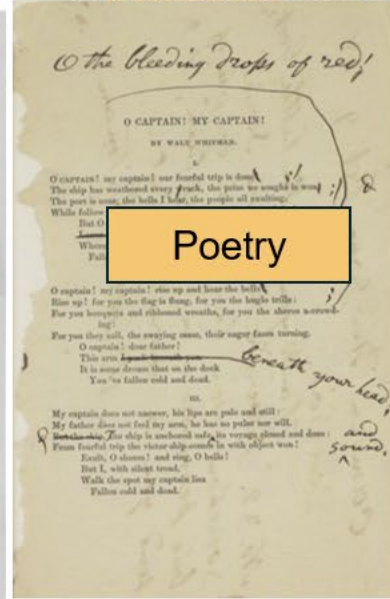 O the bleeding drops of red!
O CAPTAIN! MY CAPTAIN!
BY WALT WHITMAN.
I.
O CAPTAIN! my captain! our fearful trip is done
The ship has weathered every wrack, the prize we sought is won
The port is near, the bells I hear, the people all exulting,
While follow
But O
Where
Fall
Poetry
O captain! my captain! rise up and hear the bells
Rise up! for you the flag is flung, for you the bugle trills:
For you bouquets and ribboned wreaths, for you the shores a-crowd-
ing:
For you they call, the swaying mass, their eager faces turning.
O captain! dear father!
This arm I push beneath you
beneath your head,
It is some dream that on the deck
You 've fallen cold and dead.
III.
My captain does not answer, his lips are pale and still:
My father does not feel my arm, he has no pulse nor will.
But the ship, The ship is anchored safe, its voyage closed and done:
and sound,
From fearful trip the victor ship comes in with object won!
Exult, O shores! and ring, O bells!
But I, with silent tread,
Walk the spot my captain lies
Fallen cold and dead.